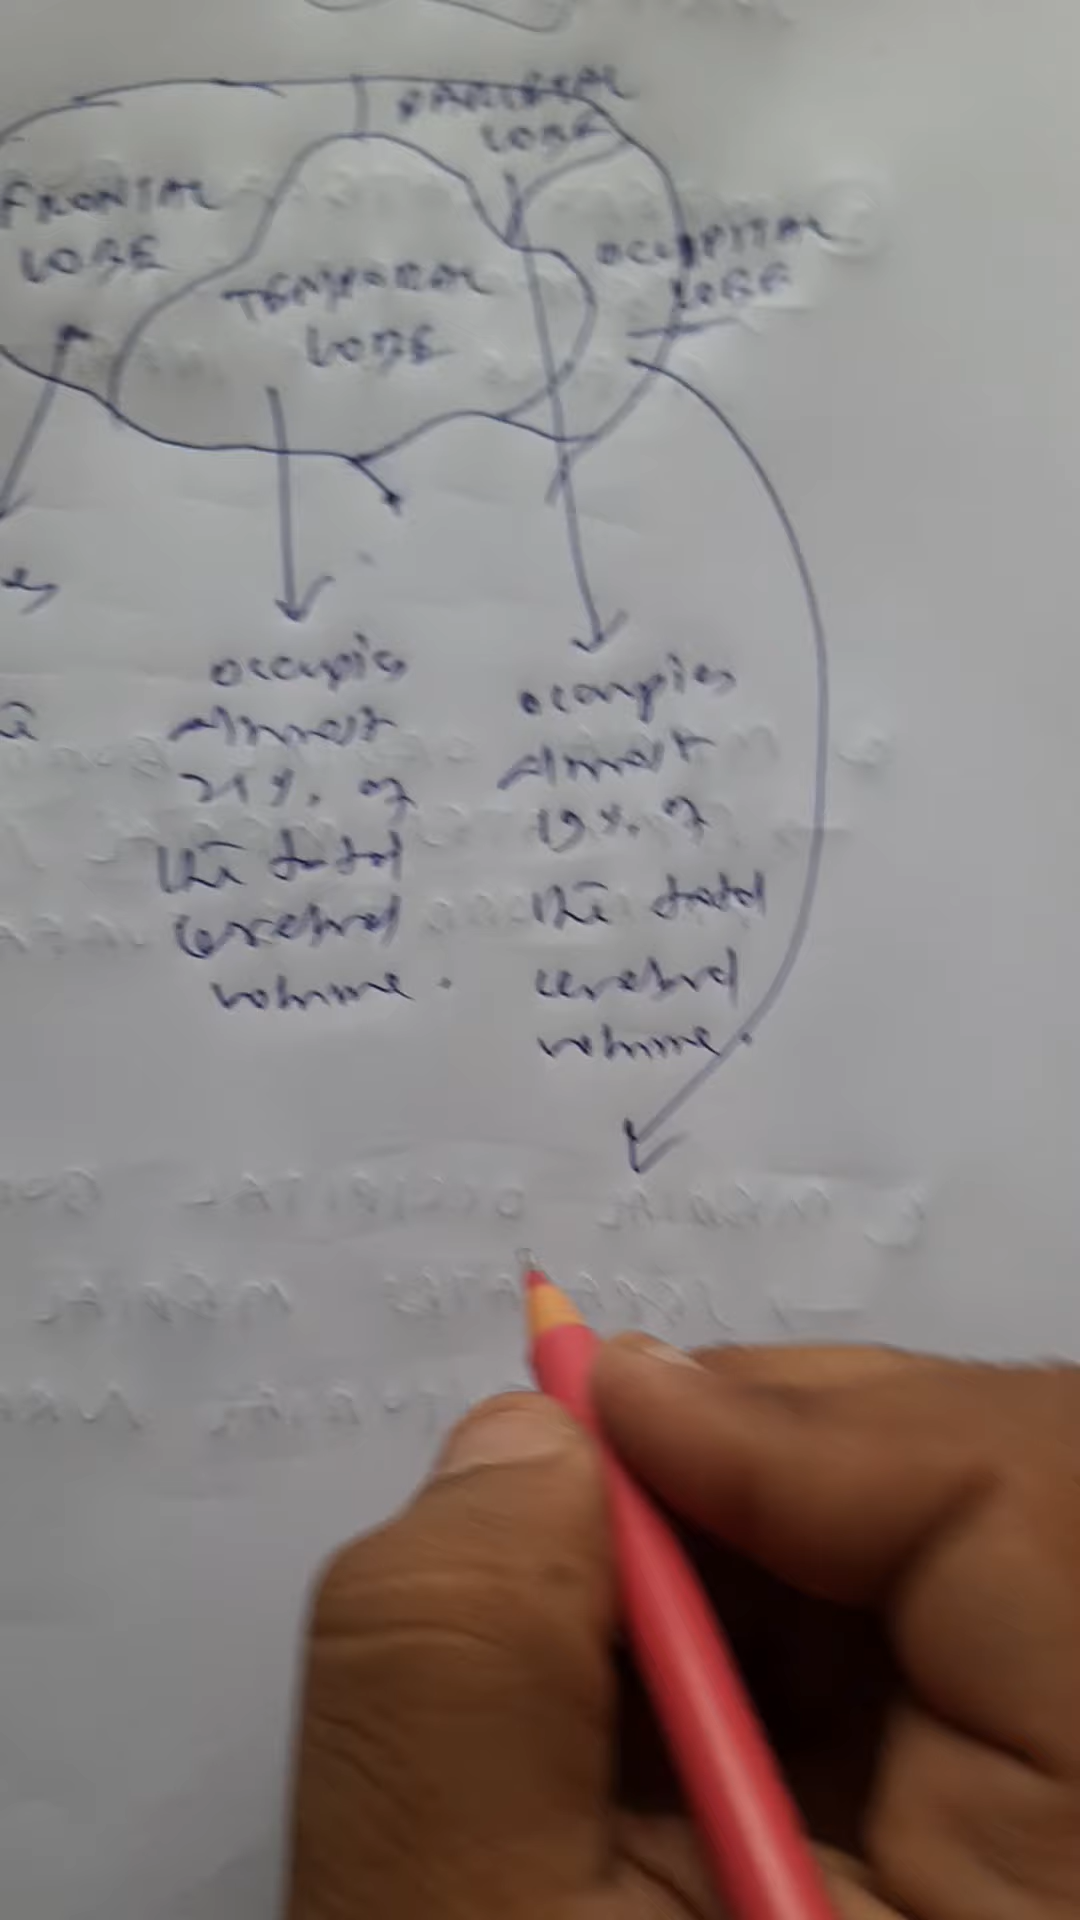 PARIETAL
LOBE
FRONTAL
LOBE
OCCIPITAL
LOBE
TEMPORAL
LOBE
occupis
almost
21%. of
the total
cerebral
volume.
occupies
almost
19%. of
the total
cerebral
volume.